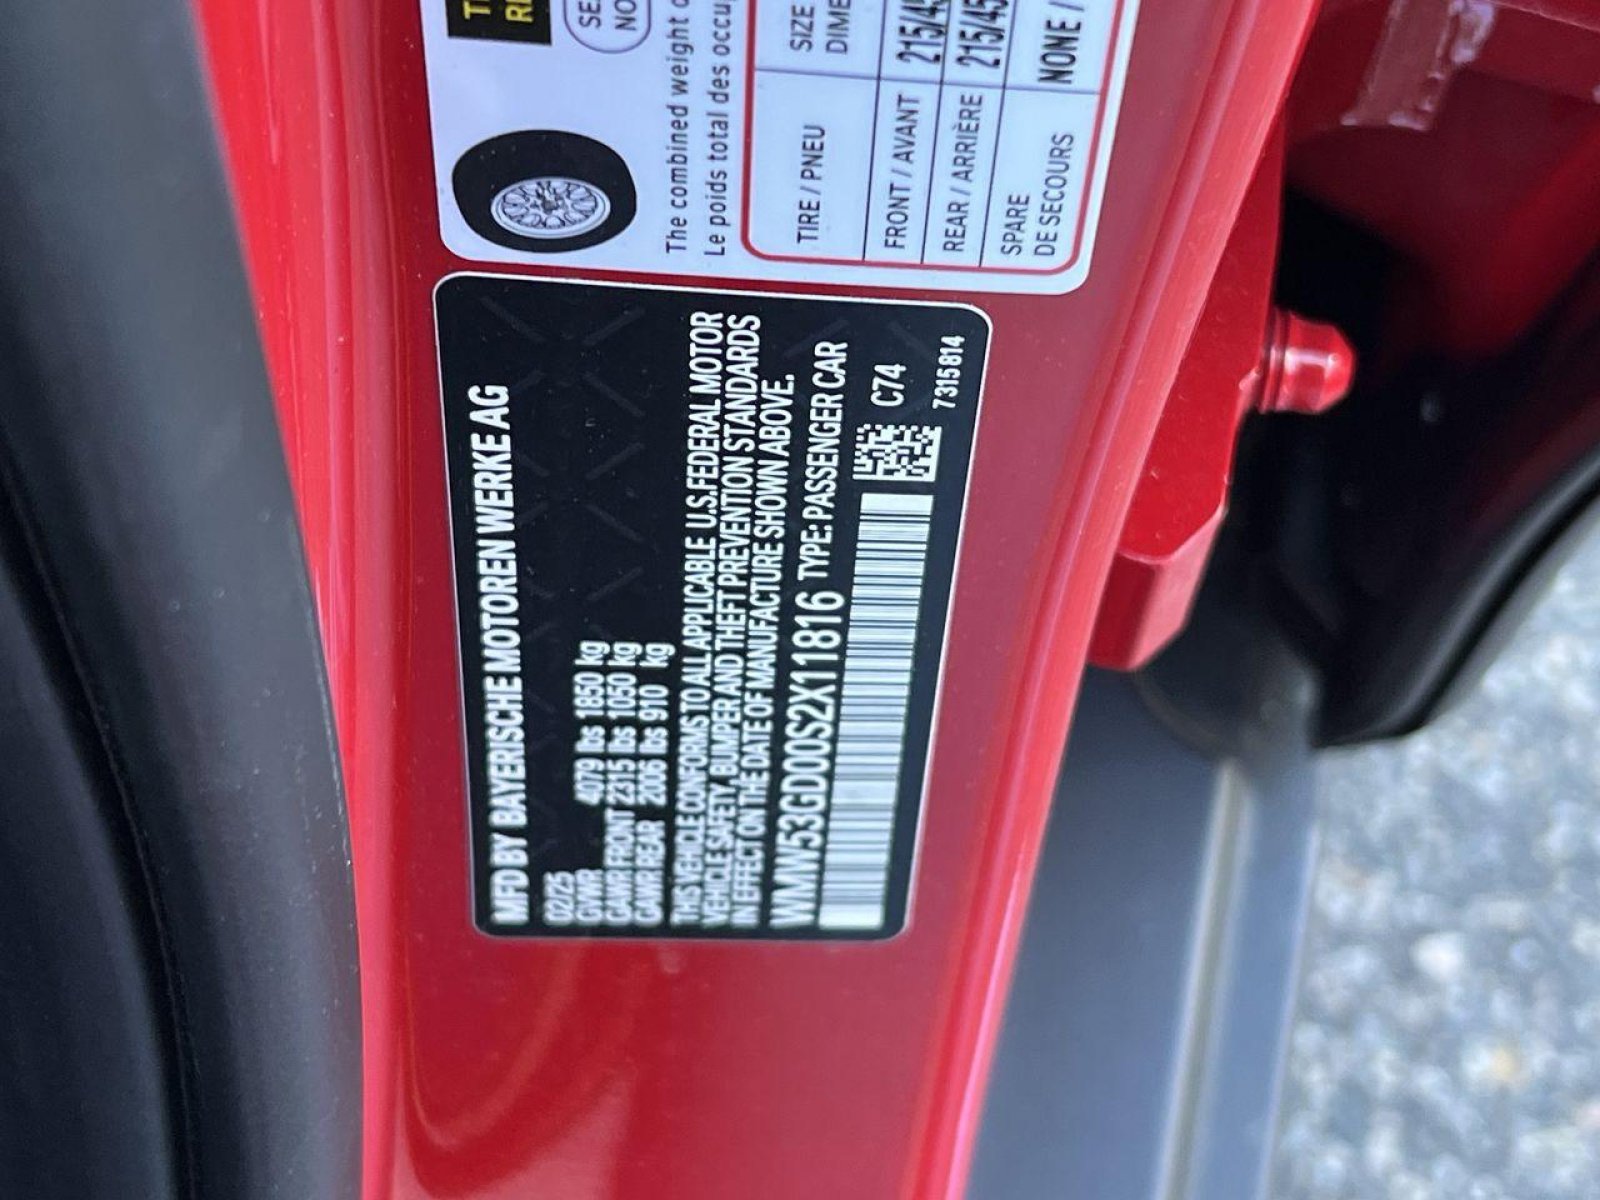 The combined weight o
Le poids total des occup
TIRE / PNEU
SIZE
DIME
FRONT / AVANT 215/45
REAR / ARRIÈRE 215/45
SPARE
DE SECOURS
NONE /
MFD BY BAYERISCHE MOTOREN WERKE AG
02/25
GVWR 4079 lbs 1850 kg
GAWR FRONT 2315 lbs 1050 kg
GAWR REAR 2006 lbs 910 kg
THIS VEHICLE CONFORMS TO ALL APPLICABLE U.S.FEDERAL MOTOR
VEHICLE SAFETY, BUMPER AND THEFT PREVENTION STANDARDS
IN EFFECT ON THE DATE OF MANUFACTURE SHOWN ABOVE.
WMW53GD00S2X11816 TYPE: PASSENGER CAR
C74
7315814